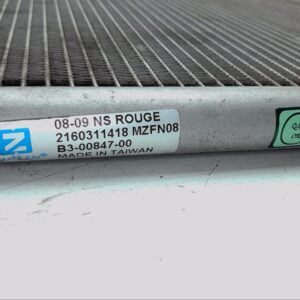 08-09 NS ROUGE
2160311418 MZFN08
B3-00847-00
MADE IN TAIWAN